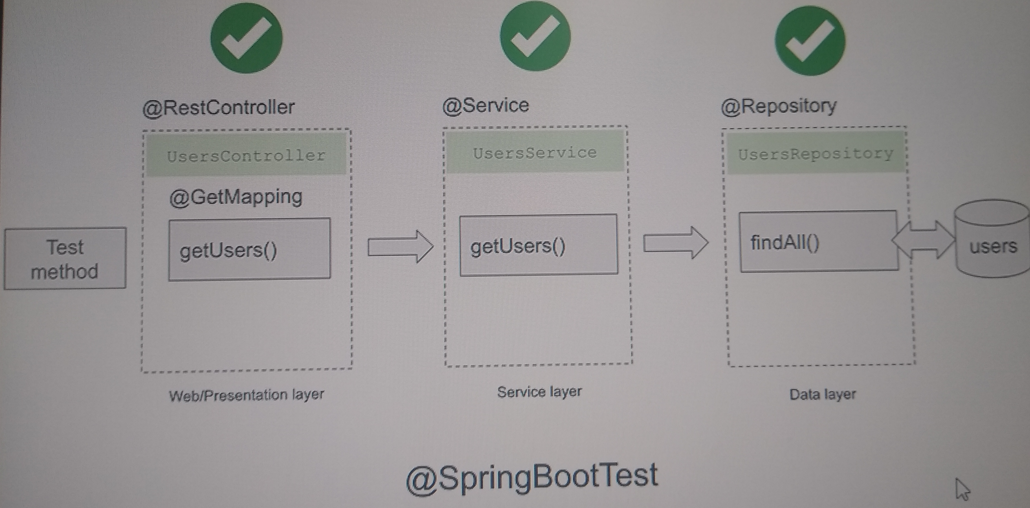 @RestController
@Service
@Repository
UsersController
UsersService
UsersRepository
@GetMapping
Test
method
getUsers()
getUsers()
findAll()
users
Web/Presentation layer
Service layer
Data layer
@SpringBootTest